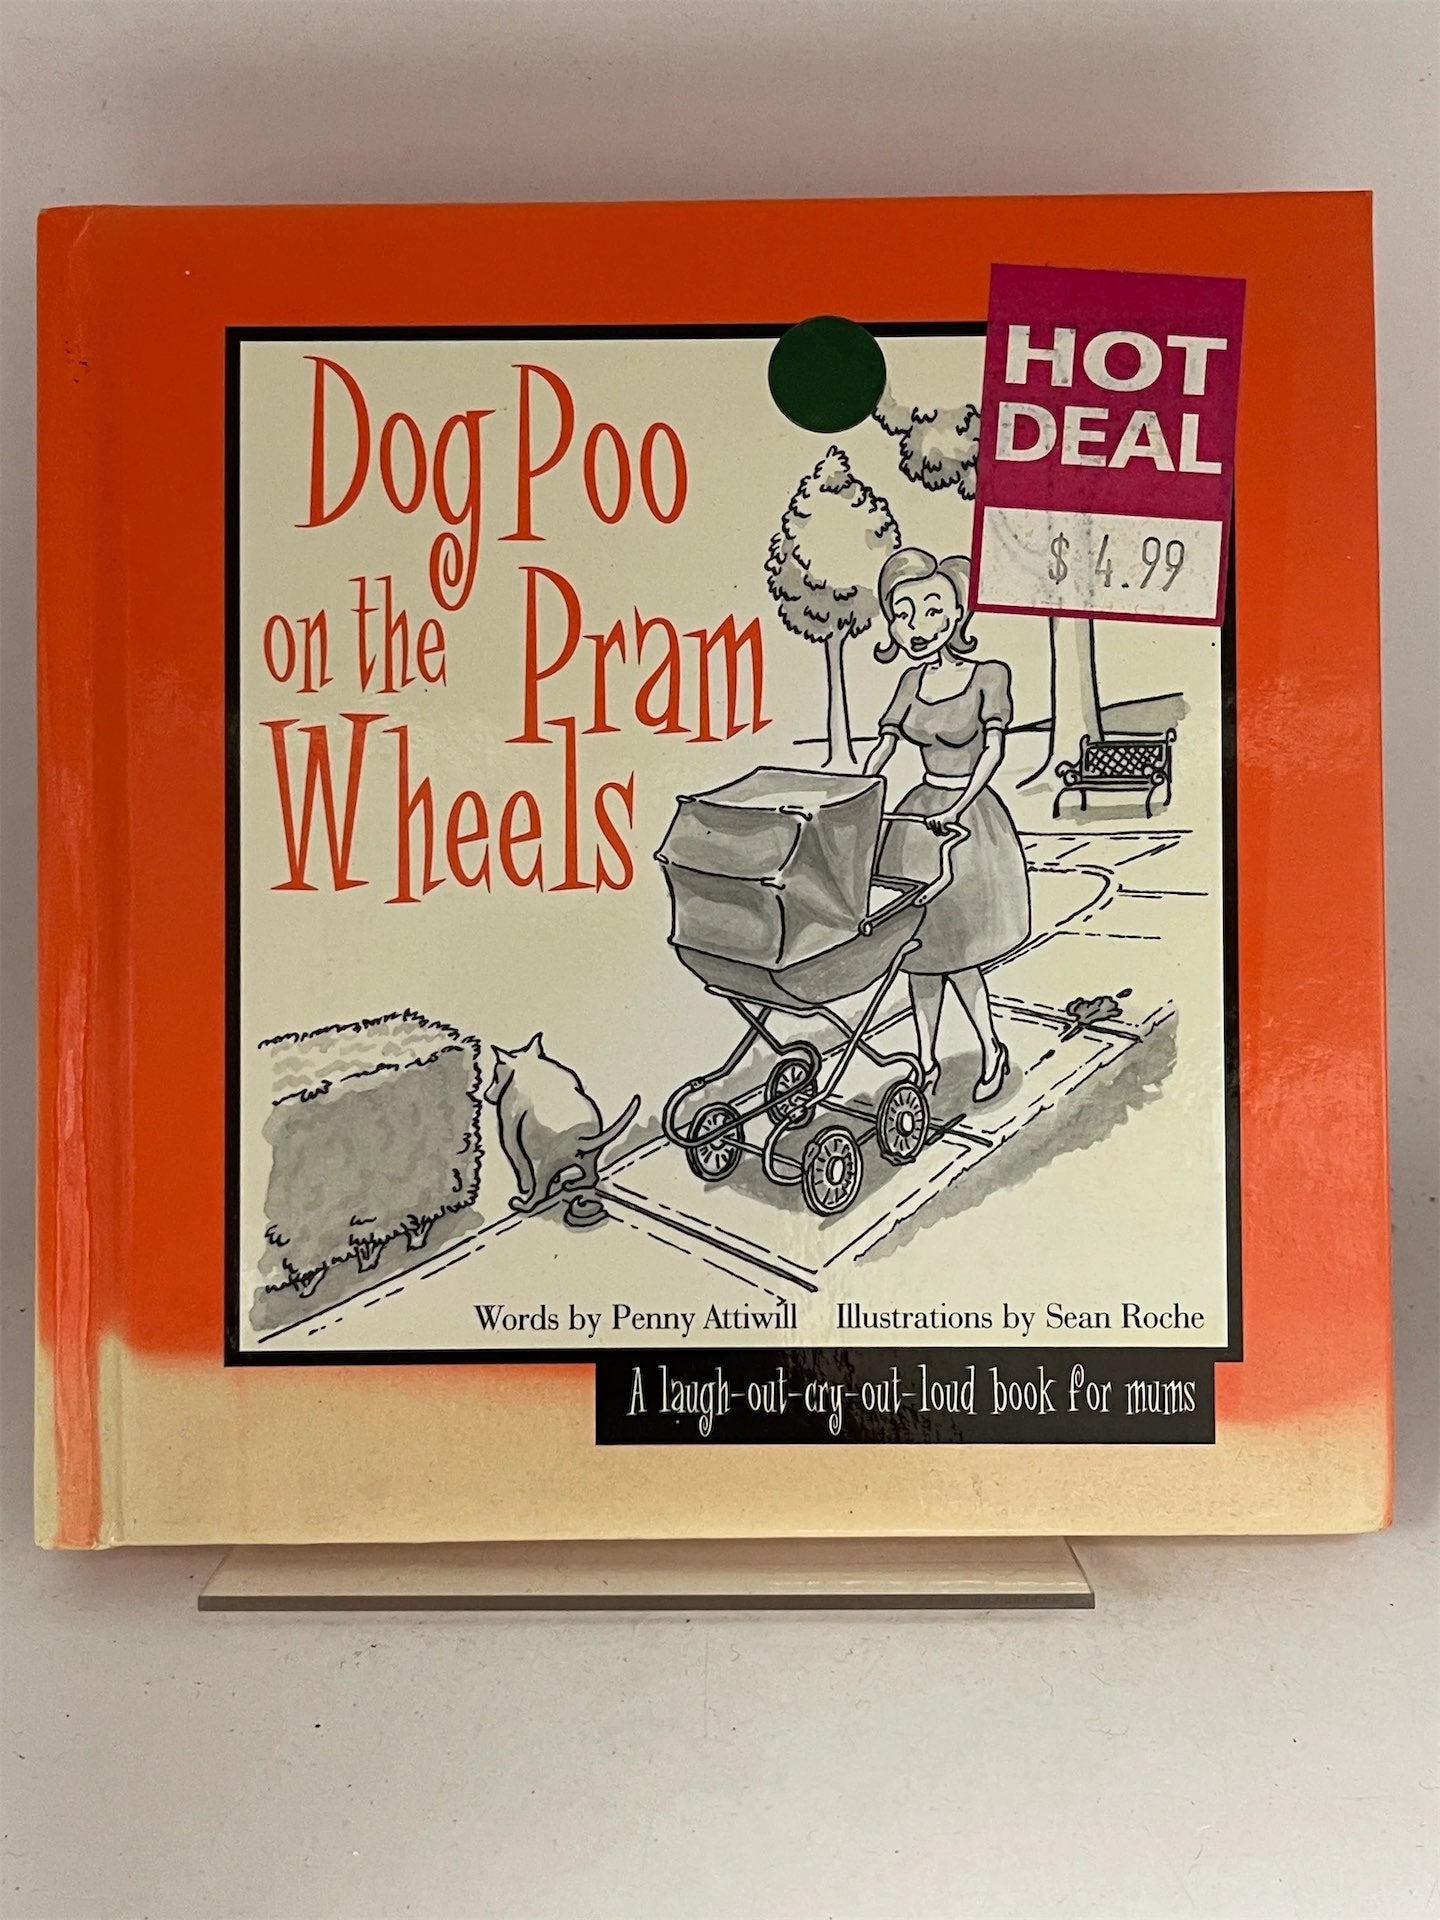 Dog Poo
on the Pram
Wheels
HOT
DEAL
$ 4.99
Words by Penny Attiwill Illustrations by Sean Roche
A laugh-out-cry-out-loud book for mums